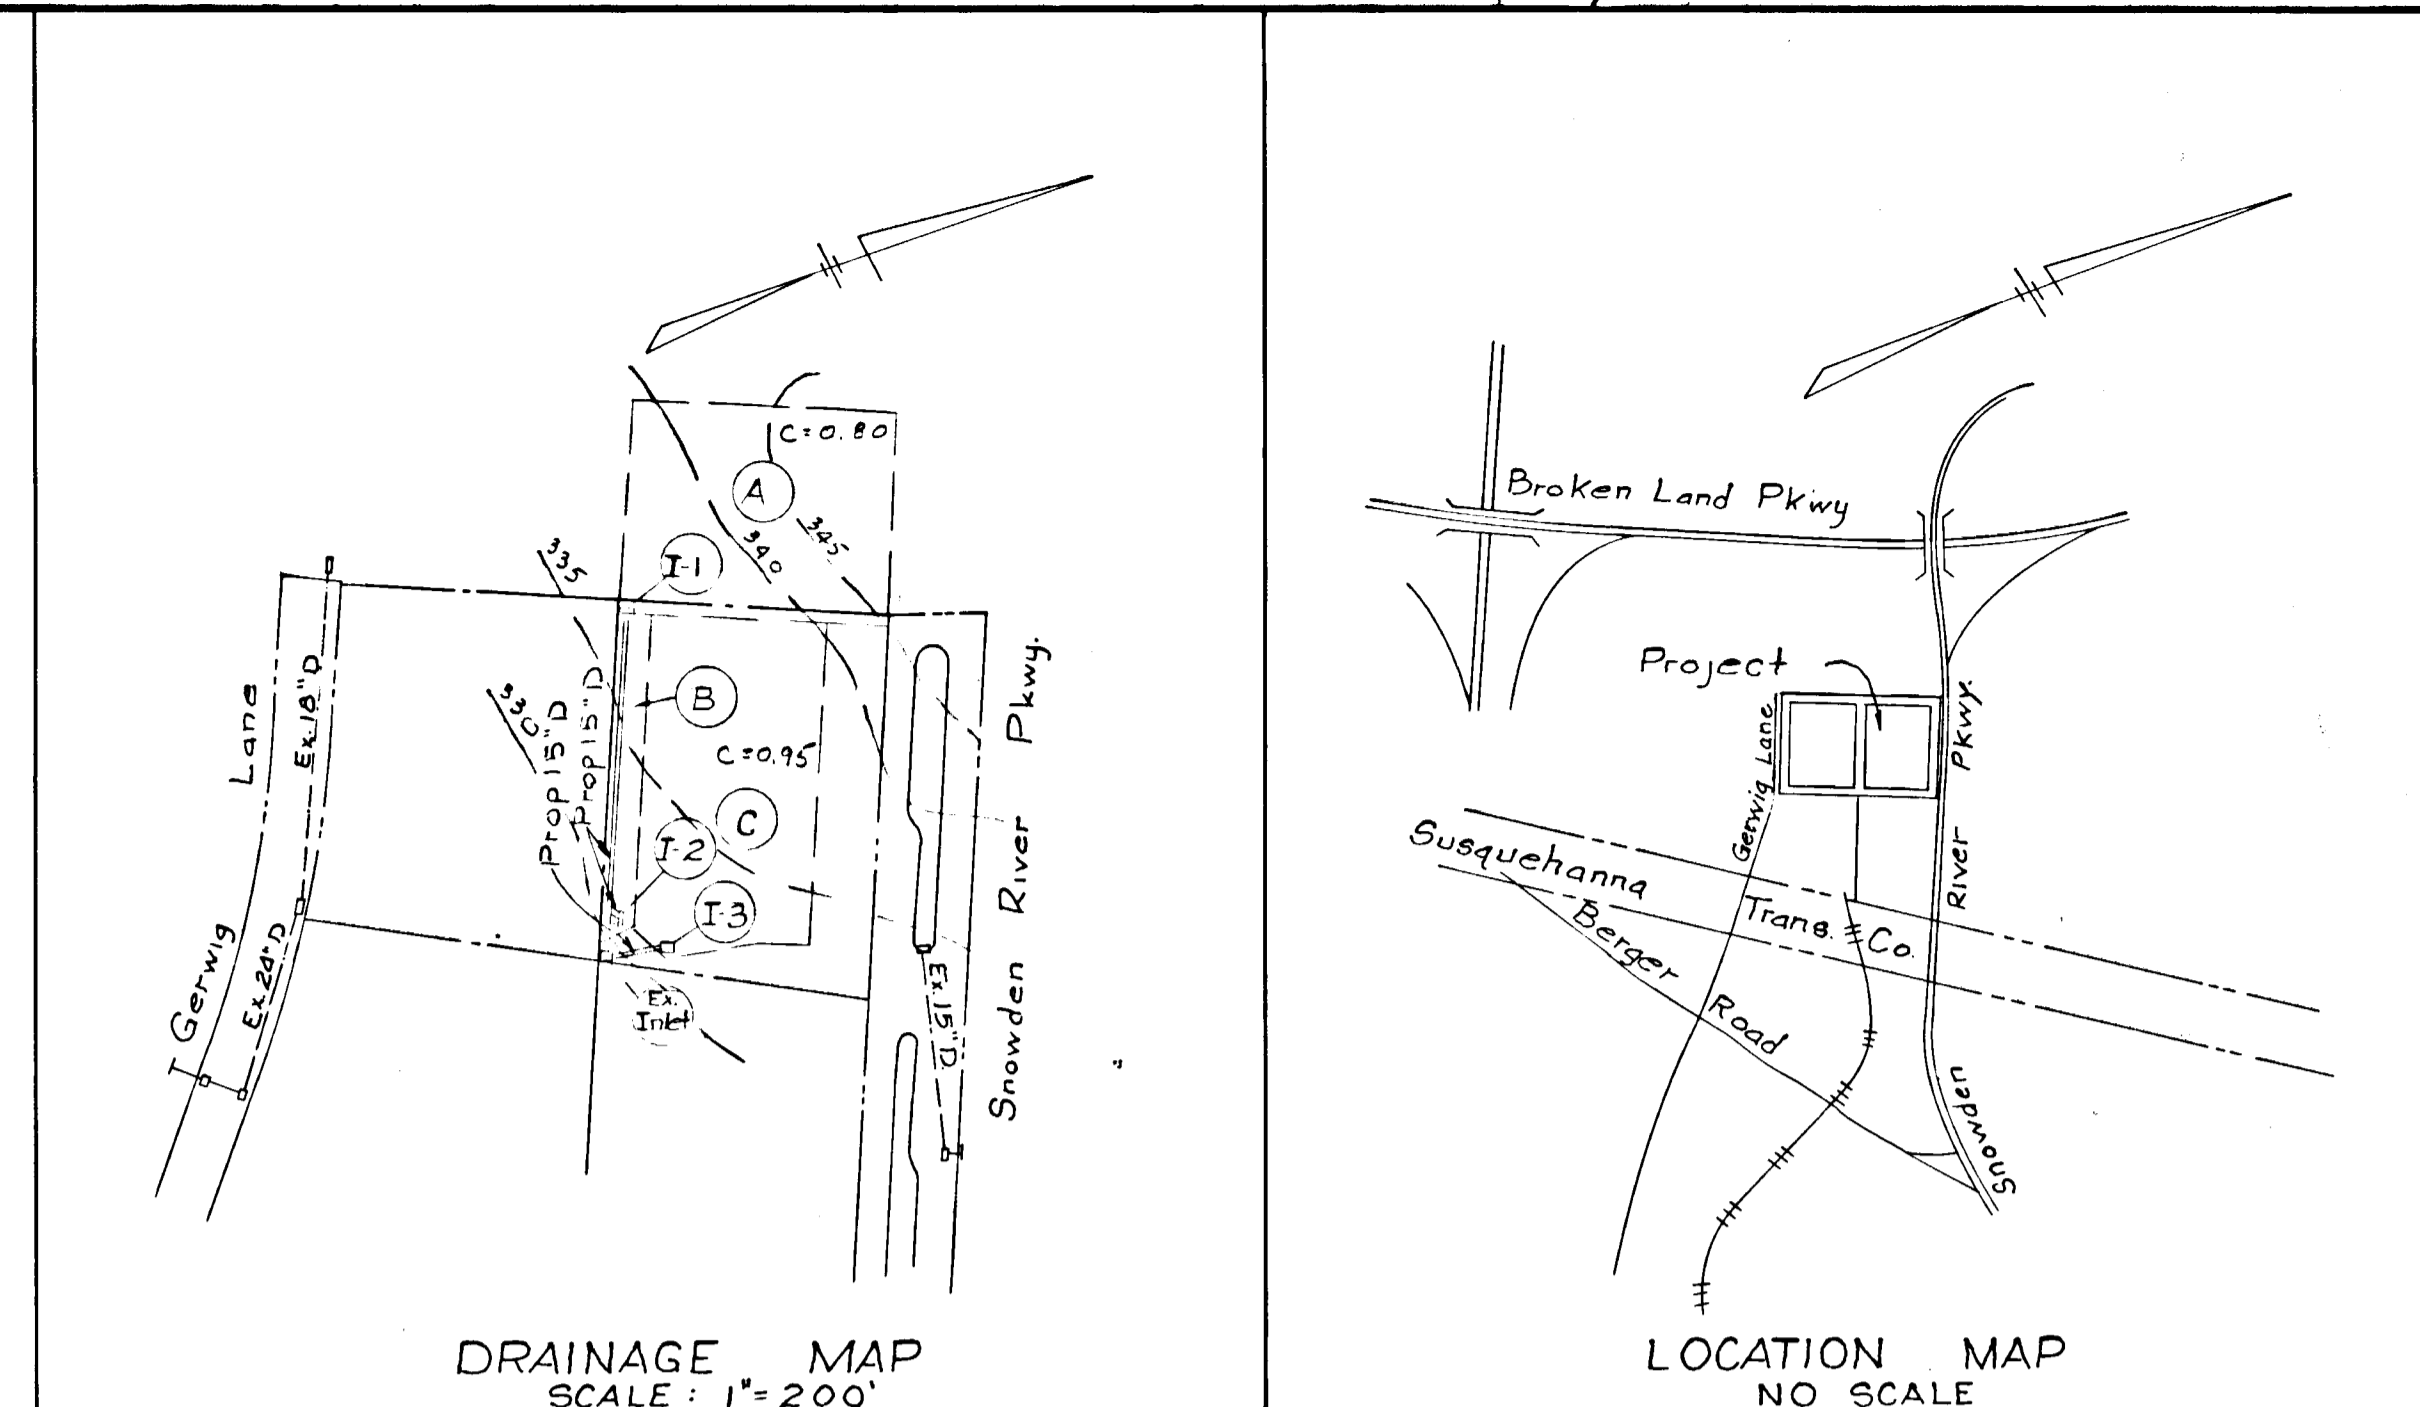 C=0.80
A
345
340
335
I-1
330
B
C=0.95
C
I-2
I-3
Prop 15"D
Prop 15"D
Ex.
Inlet
Ex. 18"D
Ex. 24"D
Gerwig Lane
Ex. 15"D
Snowden River Pkwy.
DRAINAGE MAP
SCALE: 1"=200'
Broken Land Pkwy
Project
Gerwig Lane
Susquehanna Trans. Co.
Berger Road
Snowden River Pkwy.
LOCATION MAP
NO SCALE